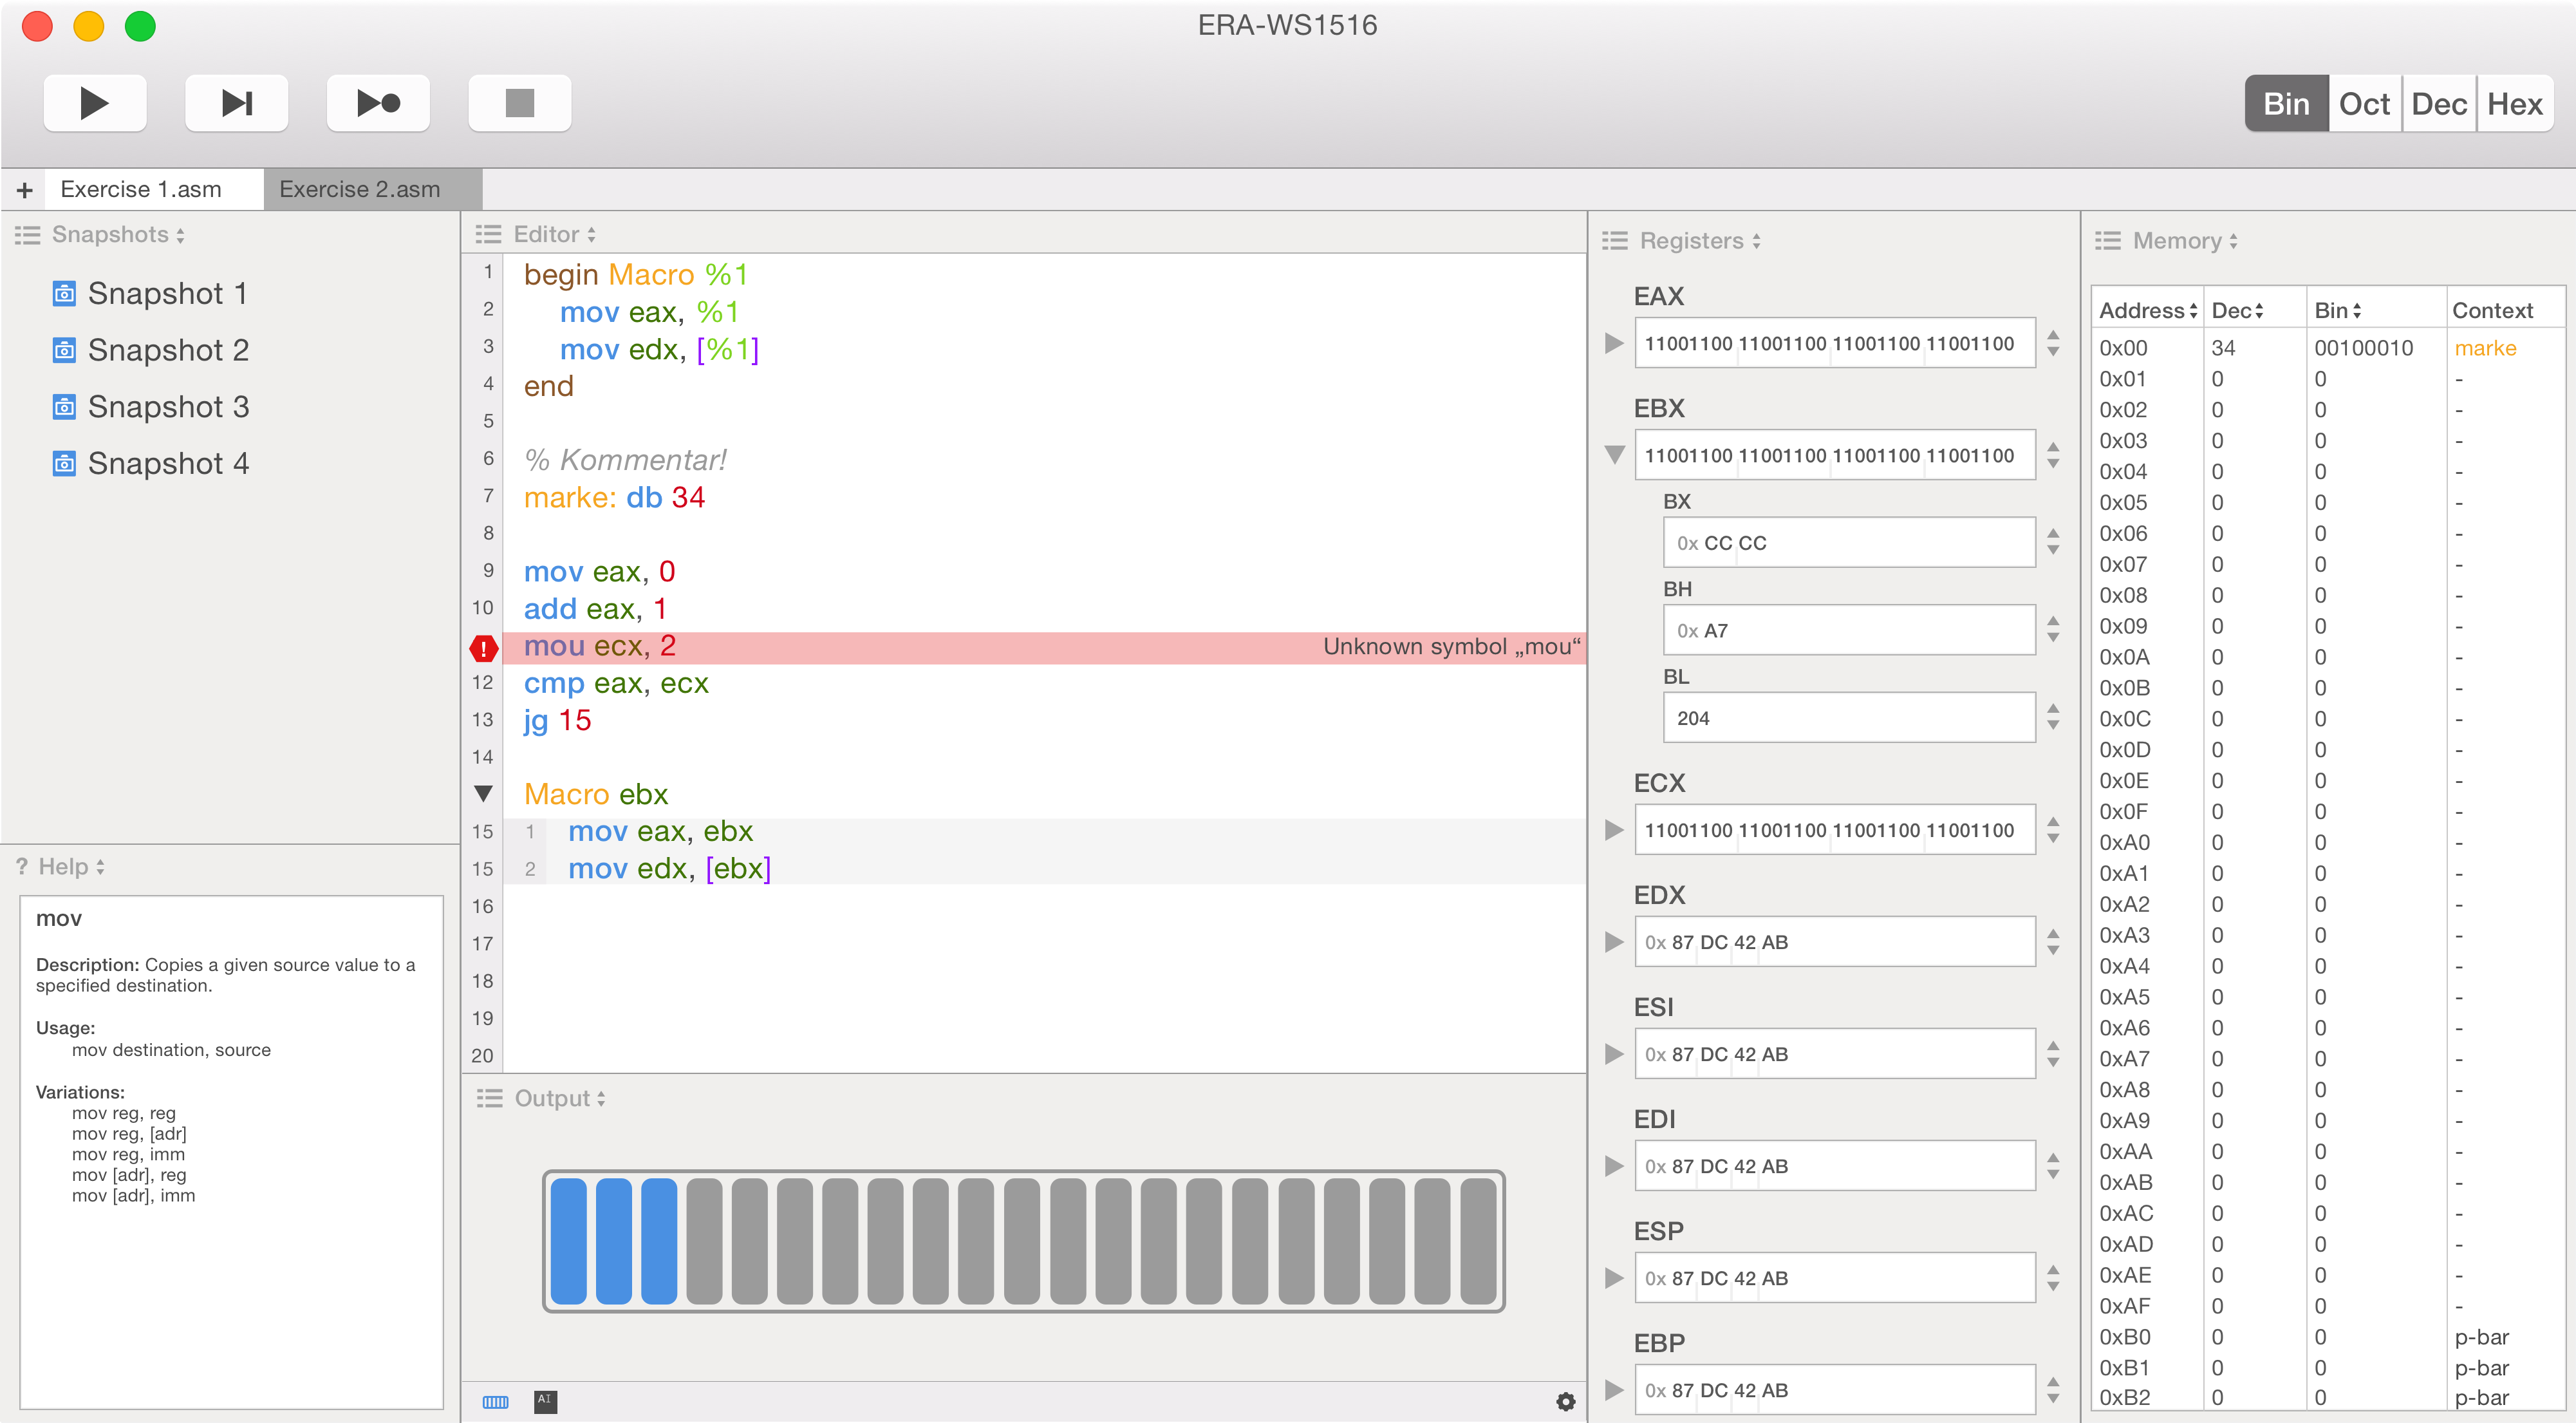 ERA-WS1516
Bin Oct Dec Hex
+ Exercise 1.asm Exercise 2.asm
Snapshots
Snapshot 1
Snapshot 2
Snapshot 3
Snapshot 4
? Help
mov
Description: Copies a given source value to a
specified destination.
Usage:
mov destination, source
Variations:
mov reg, reg
mov reg, [adr]
mov reg, imm
mov [adr], reg
mov [adr], imm
Editor
1 begin Macro %1
2 mov eax, %1
3 mov edx, [%1]
4 end
5
6 % Kommentar!
7 marke: db 34
8
9 mov eax, 0
10 add eax, 1
! mou ecx, 2 Unknown symbol „mou“
12 cmp eax, ecx
13 jg 15
14
Macro ebx
15 1 mov eax, ebx
15 2 mov edx, [ebx]
16
17
18
19
20
Output
AI
Registers
EAX
11001100 11001100 11001100 11001100
EBX
11001100 11001100 11001100 11001100
BX
0x CC CC
BH
0x A7
BL
204
ECX
11001100 11001100 11001100 11001100
EDX
0x 87 DC 42 AB
ESI
0x 87 DC 42 AB
EDI
0x 87 DC 42 AB
ESP
0x 87 DC 42 AB
EBP
0x 87 DC 42 AB
Memory
Address Dec Bin Context
0x00 34 00100010 marke
0x01 0 0 -
0x02 0 0 -
0x03 0 0 -
0x04 0 0 -
0x05 0 0 -
0x06 0 0 -
0x07 0 0 -
0x08 0 0 -
0x09 0 0 -
0x0A 0 0 -
0x0B 0 0 -
0x0C 0 0 -
0x0D 0 0 -
0x0E 0 0 -
0x0F 0 0 -
0xA0 0 0 -
0xA1 0 0 -
0xA2 0 0 -
0xA3 0 0 -
0xA4 0 0 -
0xA5 0 0 -
0xA6 0 0 -
0xA7 0 0 -
0xA8 0 0 -
0xA9 0 0 -
0xAA 0 0 -
0xAB 0 0 -
0xAC 0 0 -
0xAD 0 0 -
0xAE 0 0 -
0xAF 0 0 -
0xB0 0 0 p-bar
0xB1 0 0 p-bar
0xB2 0 0 p-bar